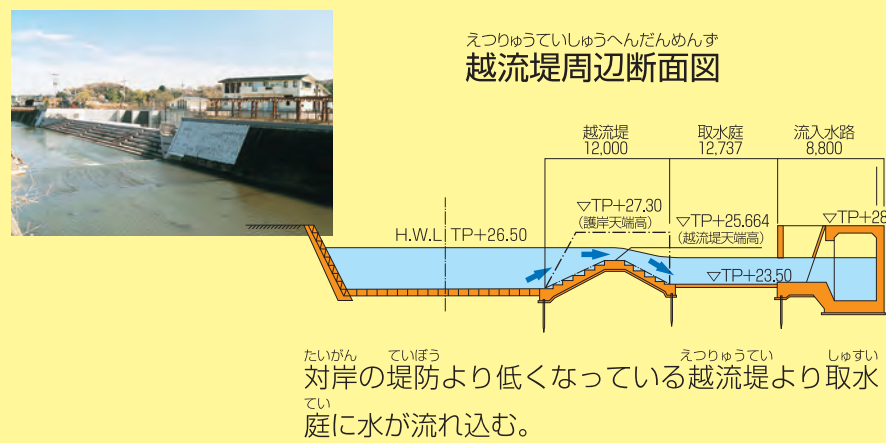 えつりゅうていしゅうへんだんめんず
越流堤周辺断面図
越流堤
12,000
取水庭
12,737
流入水路
8,800
▽TP+27.30
(護岸天端高)
▽TP+25.664
(越流堤天端高)
▽TP+28
H.W.L TP+26.50
▽TP+23.50
たいがん ていぼう えつりゅうてい しゅすい
対岸の堤防より低くなっている越流堤より取水
てい
庭に水が流れ込む。